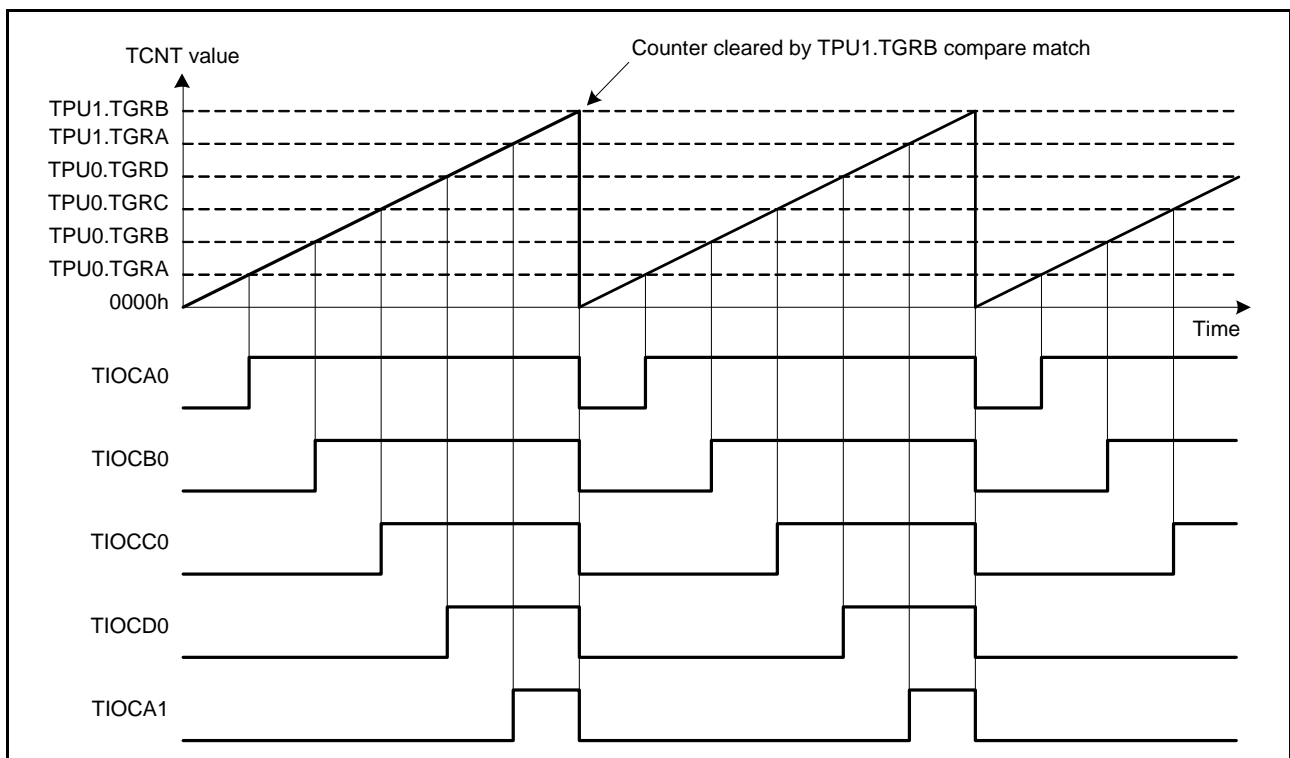 Counter cleared by TPU1.TGRB compare match
TCNT value
TPU1.TGRB
TPU1.TGRA
TPU0.TGRD
TPU0.TGRC
TPU0.TGRB
TPU0.TGRA
0000h
Time
TIOCA0
TIOCB0
TIOCC0
TIOCD0
TIOCA1